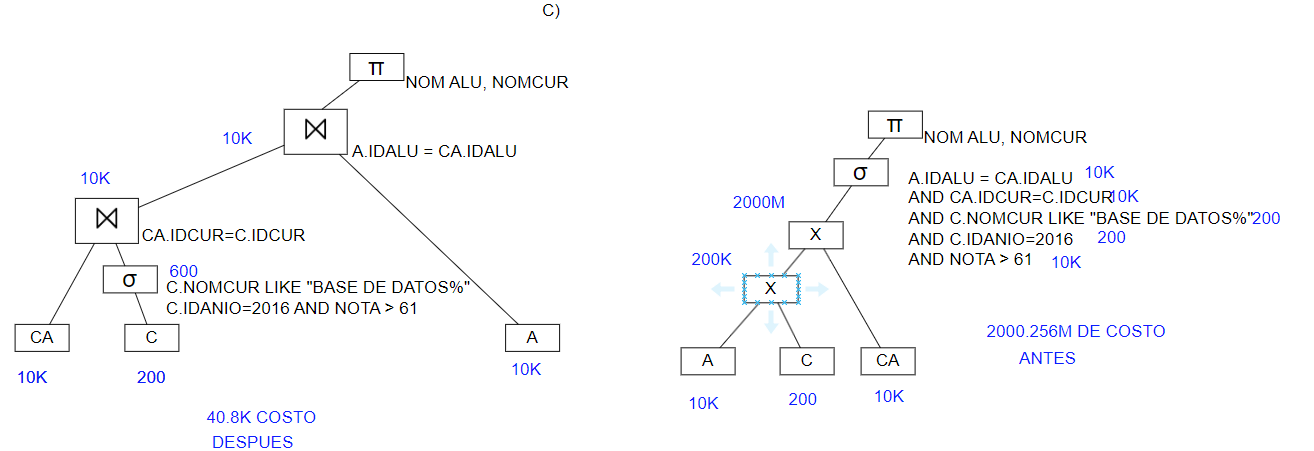 C)
π
NOM ALU, NOMCUR
⋈
10K
A.IDALU = CA.IDALU
10K
⋈
CA.IDCUR=C.IDCUR
600
σ
C.NOMCUR LIKE "BASE DE DATOS%"
C.IDANIO=2016 AND NOTA > 61
CA
C
A
10K
200
10K
40.8K COSTO
DESPUES
π
NOM ALU, NOMCUR
σ
A.IDALU = CA.IDALU 10K
AND CA.IDCUR=C.IDCUR 10K
AND C.NOMCUR LIKE "BASE DE DATOS%" 200
AND C.IDANIO=2016 200
AND NOTA > 61 10K
2000M
X
200K
X
A
C
CA
10K
200
10K
2000.256M DE COSTO
ANTES